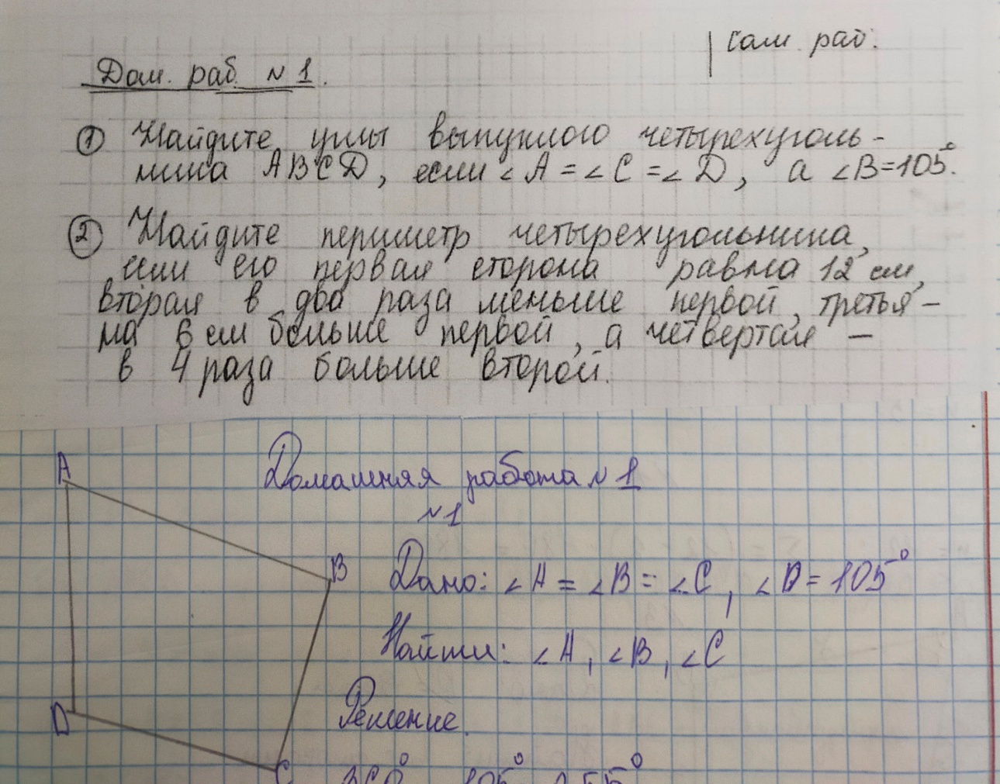 Сам. раб.
Дом. раб. №1.
① Найдите углы выпуклого четырехуголь-
ника ABCD, если ∠A = ∠C = ∠D, а ∠B=105°.
② Найдите периметр четырехугольника,
если его первая сторона равна 12 см,
вторая в два раза меньше первой, третья –
на 6 см больше первой, а четвертая –
в 4 раза больше второй.
A
Домашняя работа №1
№1
B
Дано: ∠A = ∠B = ∠C, ∠D = 105°
Найти: ∠A, ∠B, ∠C
D
Решение.
C
360° - 105° = 255°